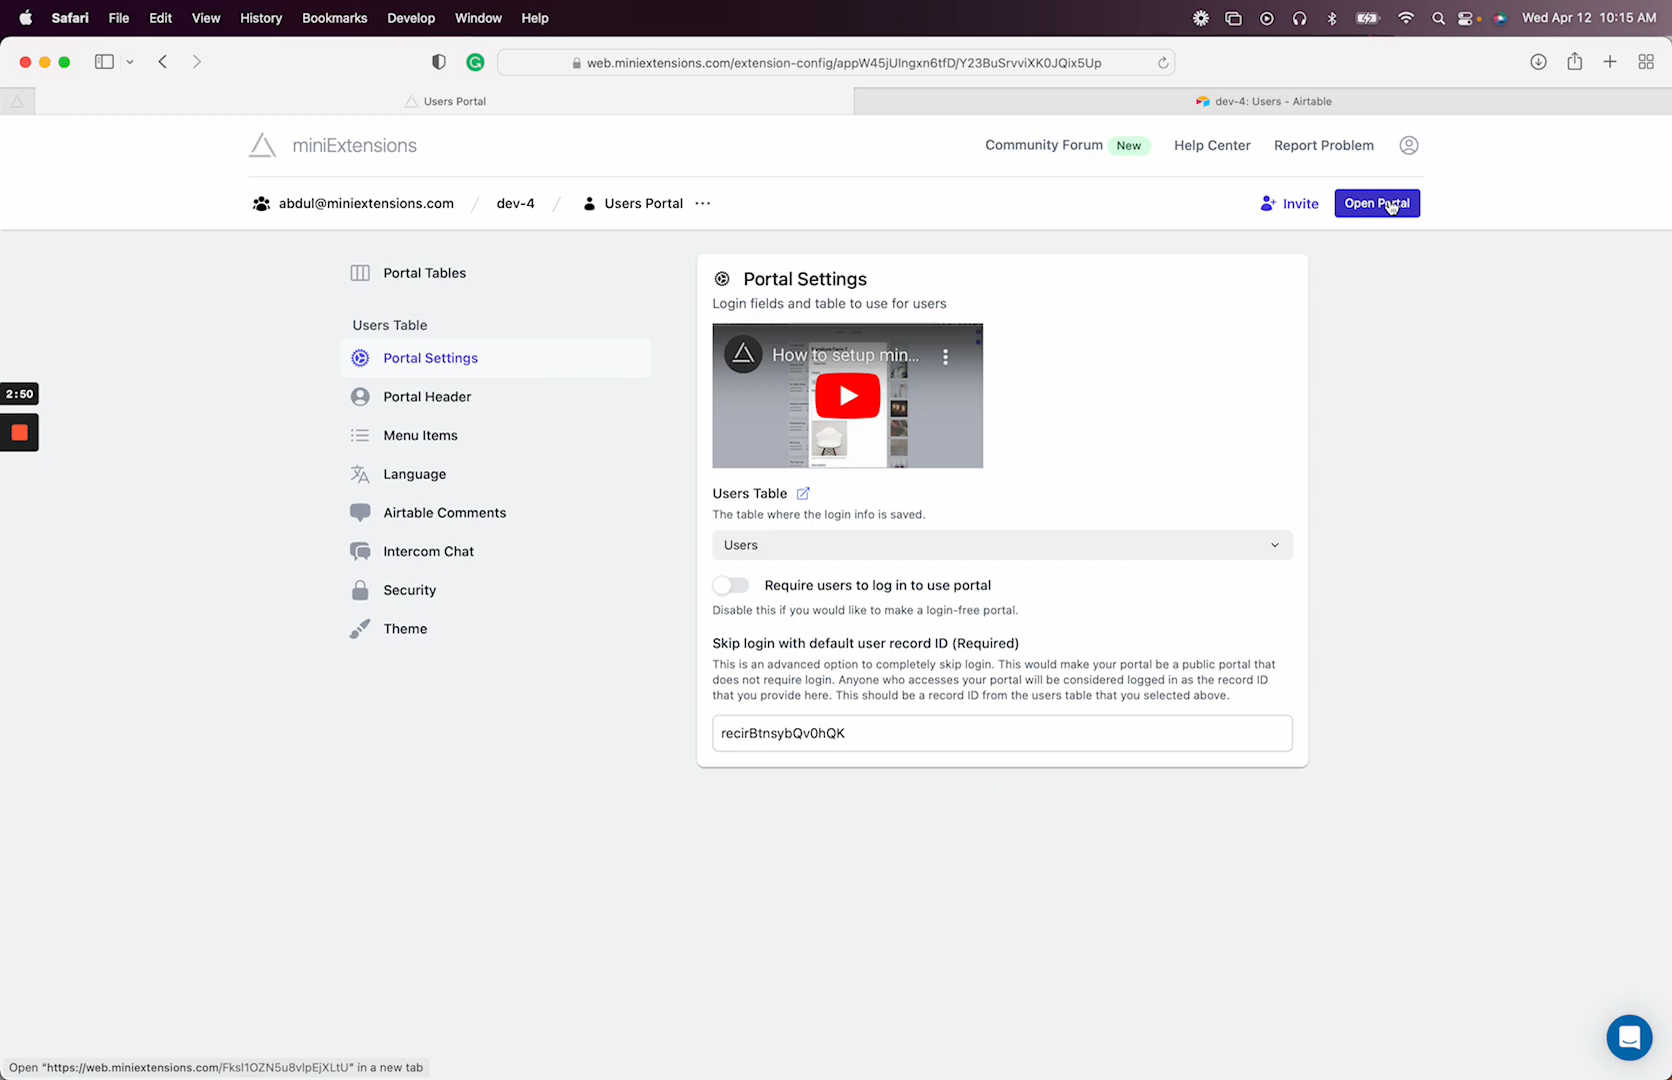 Safari File Edit View History Bookmarks Develop Window Help Wed Apr 12 10:15 AM
web.miniextensions.com/extension-config/appW45jUlngxn6tfD/Y23BuSrvviXK0JQix5Up
Users Portal
dev-4: Users - Airtable
miniExtensions
Community Forum New Help Center Report Problem
abdul@miniextensions.com / dev-4 / Users Portal ···
Invite Open Portal
Portal Tables
Users Table
Portal Settings
Portal Header
Menu Items
Language
Airtable Comments
Intercom Chat
Security
Theme
2:50
Portal Settings
Login fields and table to use for users
How to setup min...
Users Table
The table where the login info is saved.
Users
Require users to log in to use portal
Disable this if you would like to make a login-free portal.
Skip login with default user record ID (Required)
This is an advanced option to completely skip login. This would make your portal be a public portal that
does not require login. Anyone who accesses your portal will be considered logged in as the record ID
that you provide here. This should be a record ID from the users table that you selected above.
recirBtnsybQv0hQK
Open "https://web.miniextensions.com/FksI1OZN5u8vlpEjXLtU" in a new tab